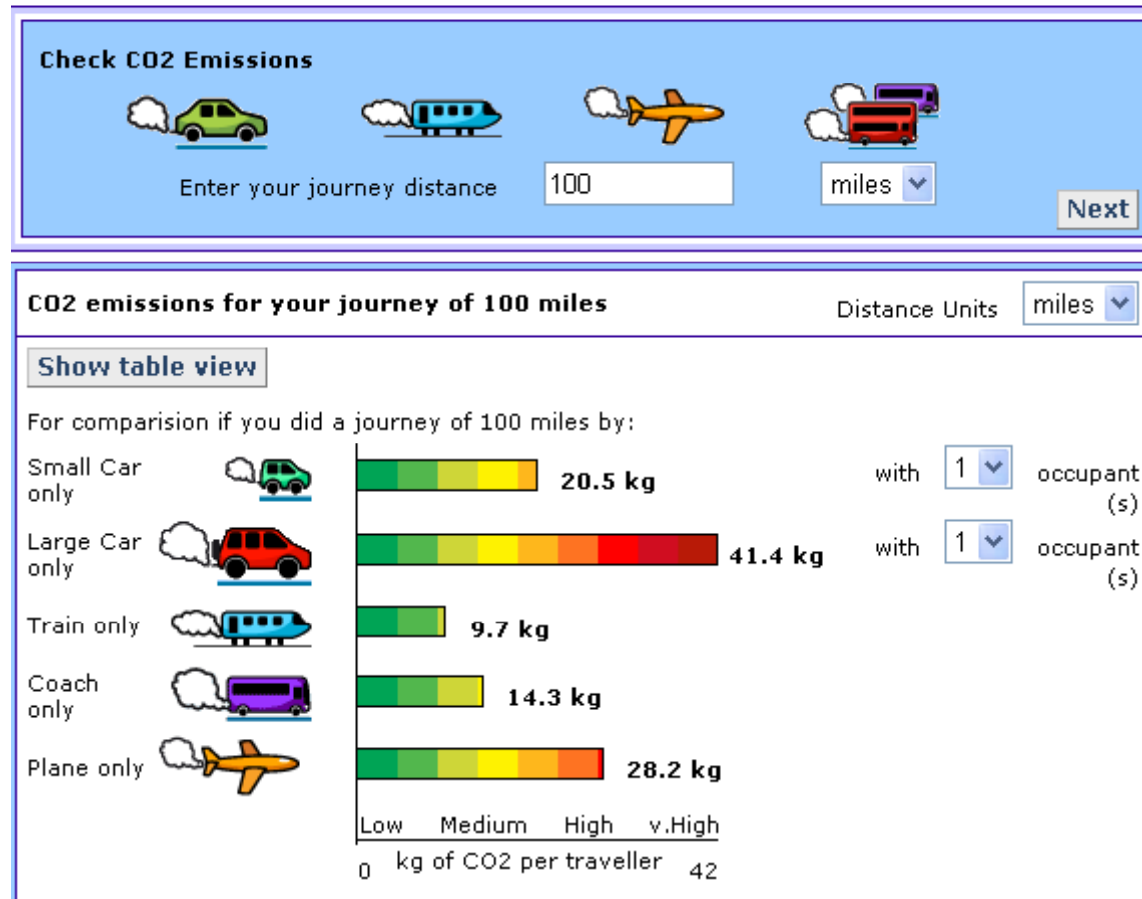 Check CO2 Emissions
Enter your journey distance 100 miles
Next
CO2 emissions for your journey of 100 miles Distance Units miles
Show table view
For comparision if you did a journey of 100 miles by:
Small Car only 20.5 kg with 1 occupant (s)
Large Car only 41.4 kg with 1 occupant (s)
Train only 9.7 kg
Coach only 14.3 kg
Plane only 28.2 kg
Low Medium High v.High
0 kg of CO2 per traveller 42